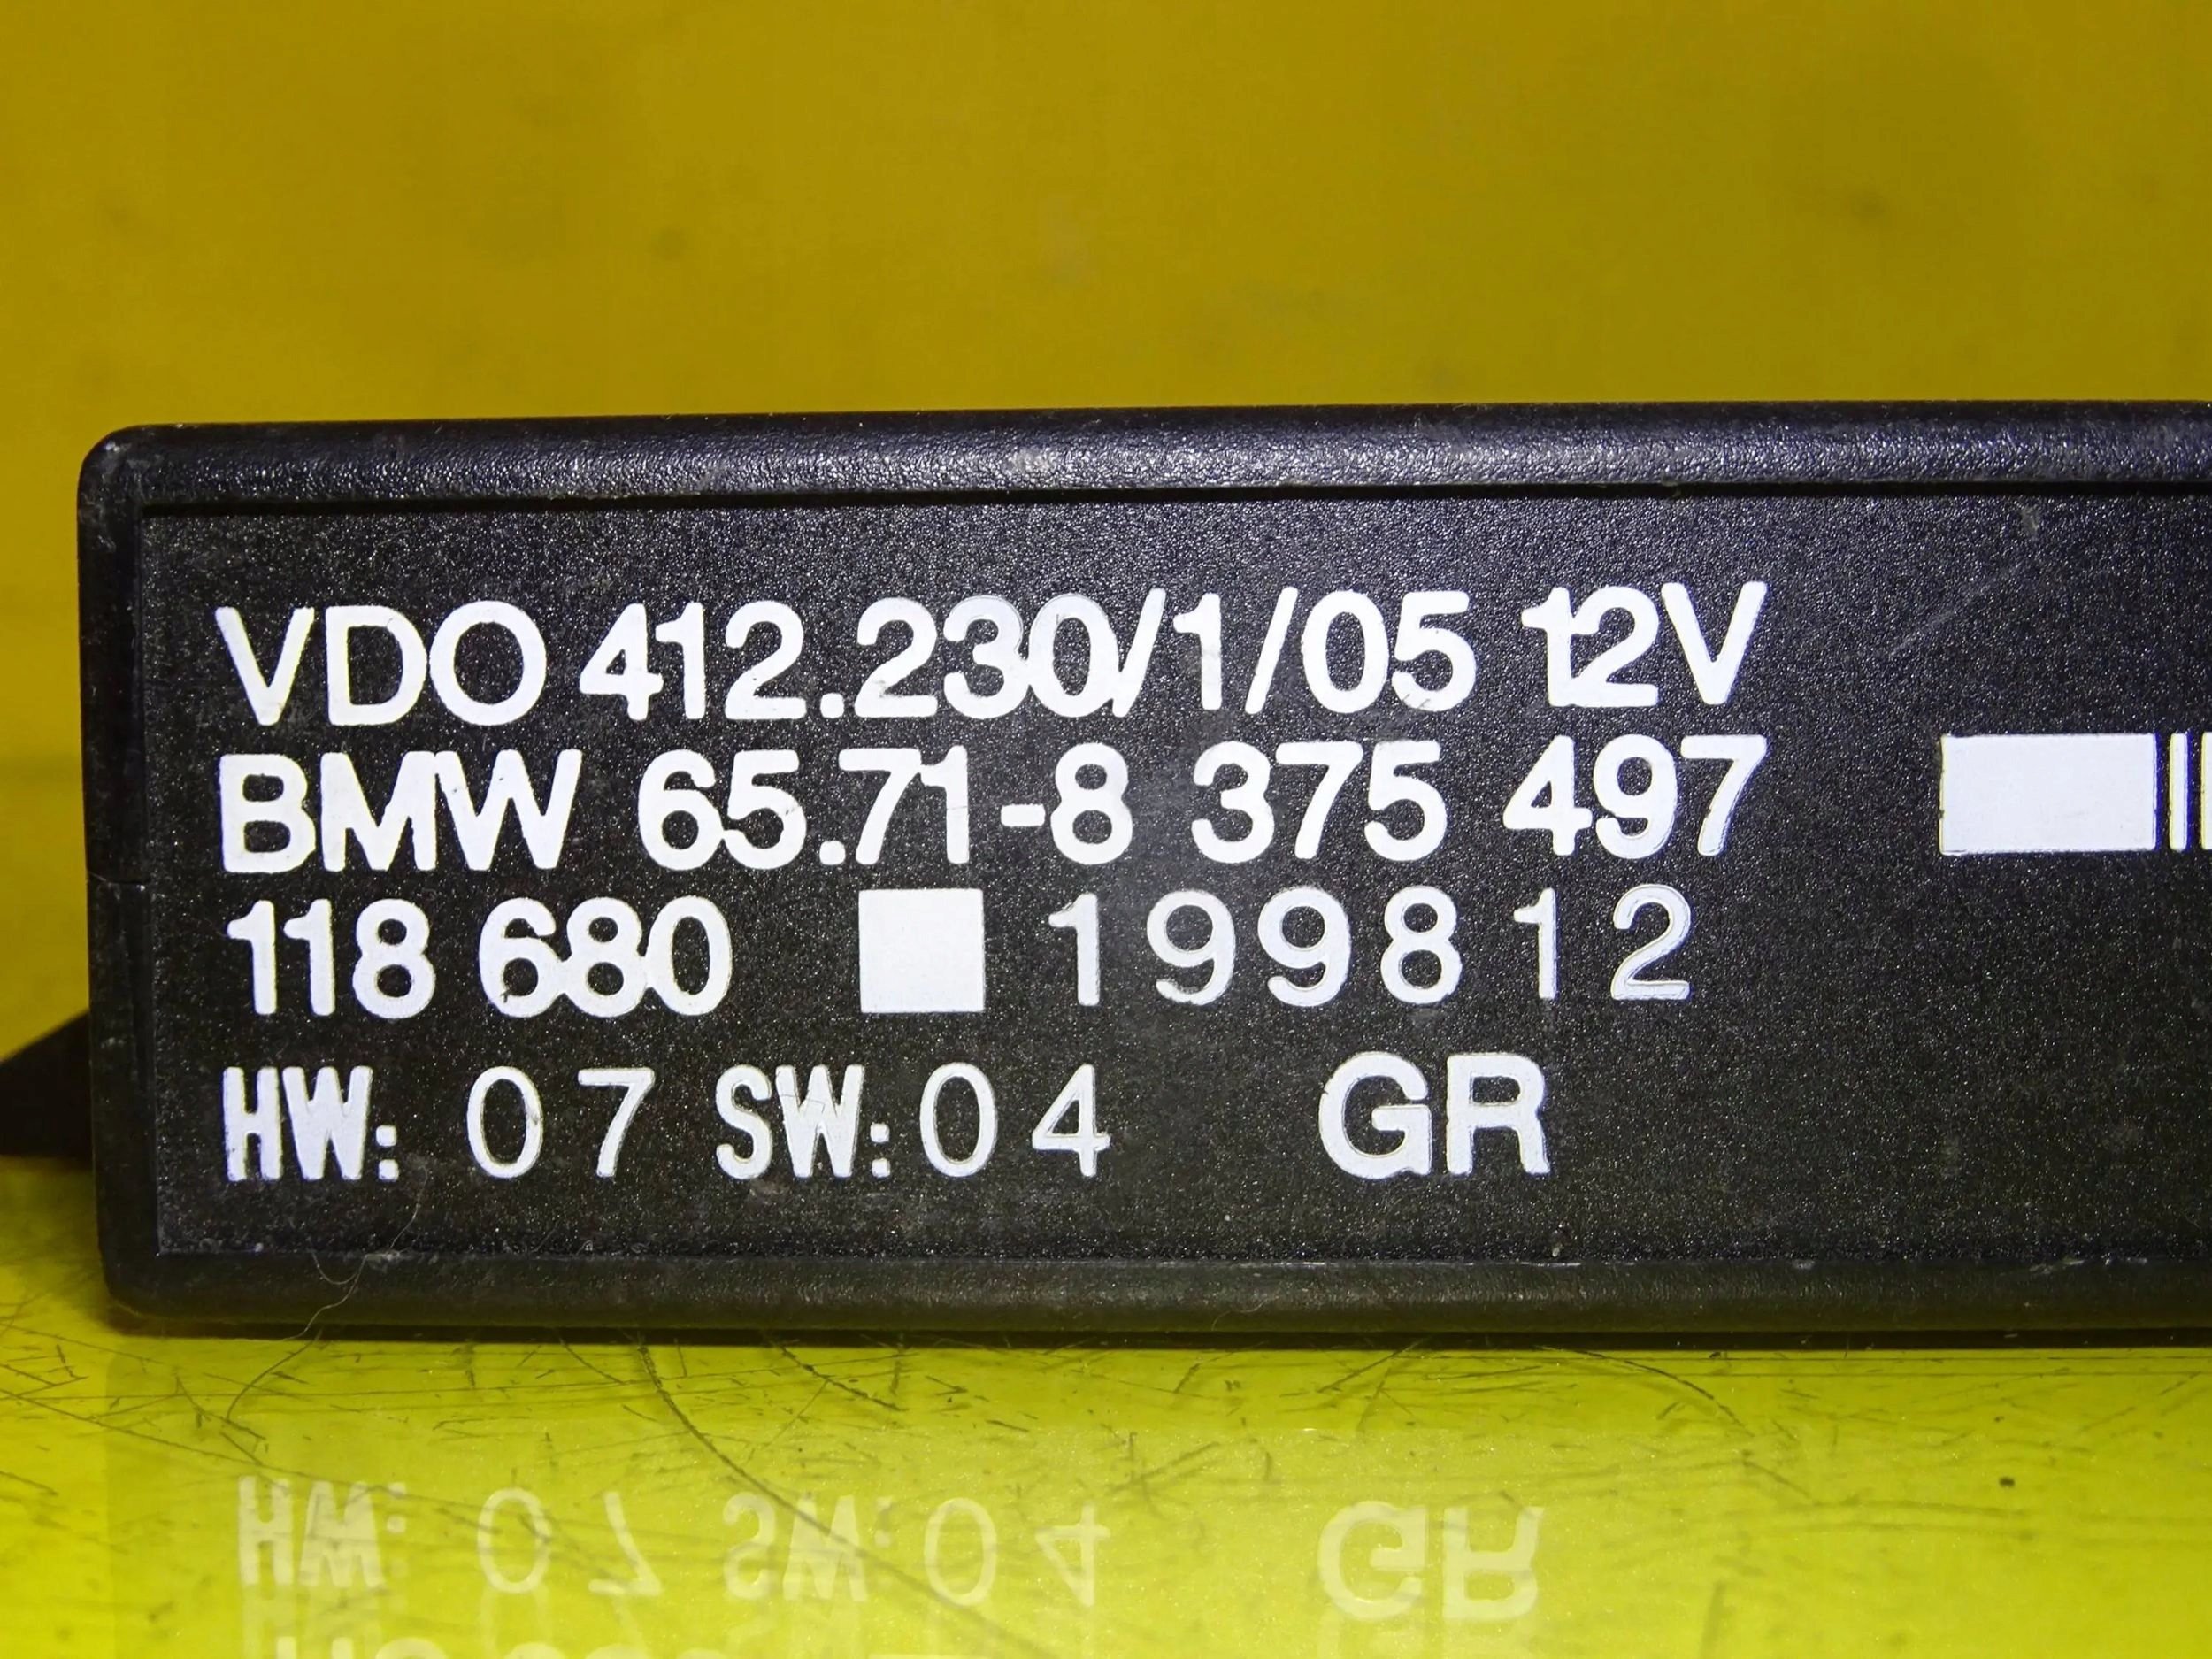 VDO 412.230/1/05 12V
BMW 65.71-8 375 497
118 680 199812
HW: 07 SW:04 GR